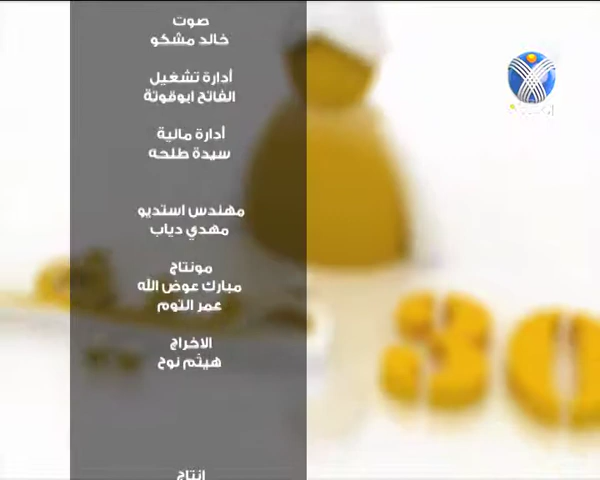 صوت
خالد مشكو
أدارة تشغيل
الفاتح ابوقوتة
أدارة مالية
سيدة طلحه
مهندس استديو
مهدي دياب
مونتاج
مبارك عوض الله
عمر التوم
الاخراج
هيثم نوح
انتاج
30